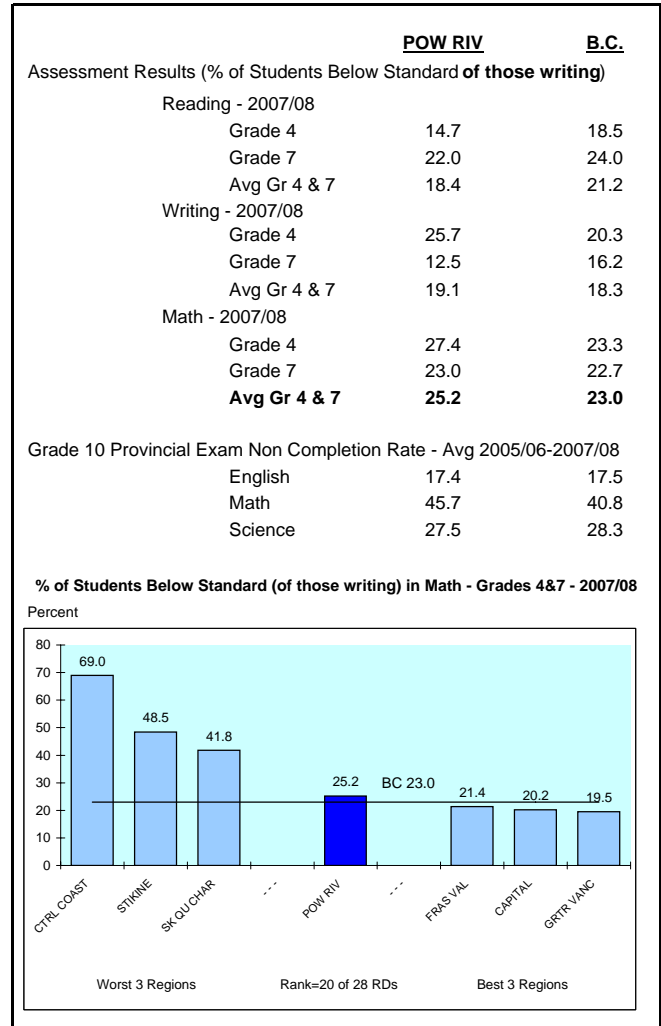 POW RIV B.C.
Assessment Results (% of Students Below Standard of those writing)
Reading - 2007/08
Grade 4 14.7 18.5
Grade 7 22.0 24.0
Avg Gr 4 & 7 18.4 21.2
Writing - 2007/08
Grade 4 25.7 20.3
Grade 7 12.5 16.2
Avg Gr 4 & 7 19.1 18.3
Math - 2007/08
Grade 4 27.4 23.3
Grade 7 23.0 22.7
Avg Gr 4 & 7 25.2 23.0
Grade 10 Provincial Exam Non Completion Rate - Avg 2005/06-2007/08
English 17.4 17.5
Math 45.7 40.8
Science 27.5 28.3
% of Students Below Standard (of those writing) in Math - Grades 4&7 - 2007/08
Percent
80
70
60
50
40
30
20
10
0
69.0
48.5
41.8
25.2
BC 23.0
21.4
20.2
19.5
CTRL COAST
STIKINE
SK QU CHAR
- - -
POW RIV
- - -
FRAS VAL
CAPITAL
GRTR VANC
Worst 3 Regions Rank=20 of 28 RDs Best 3 Regions